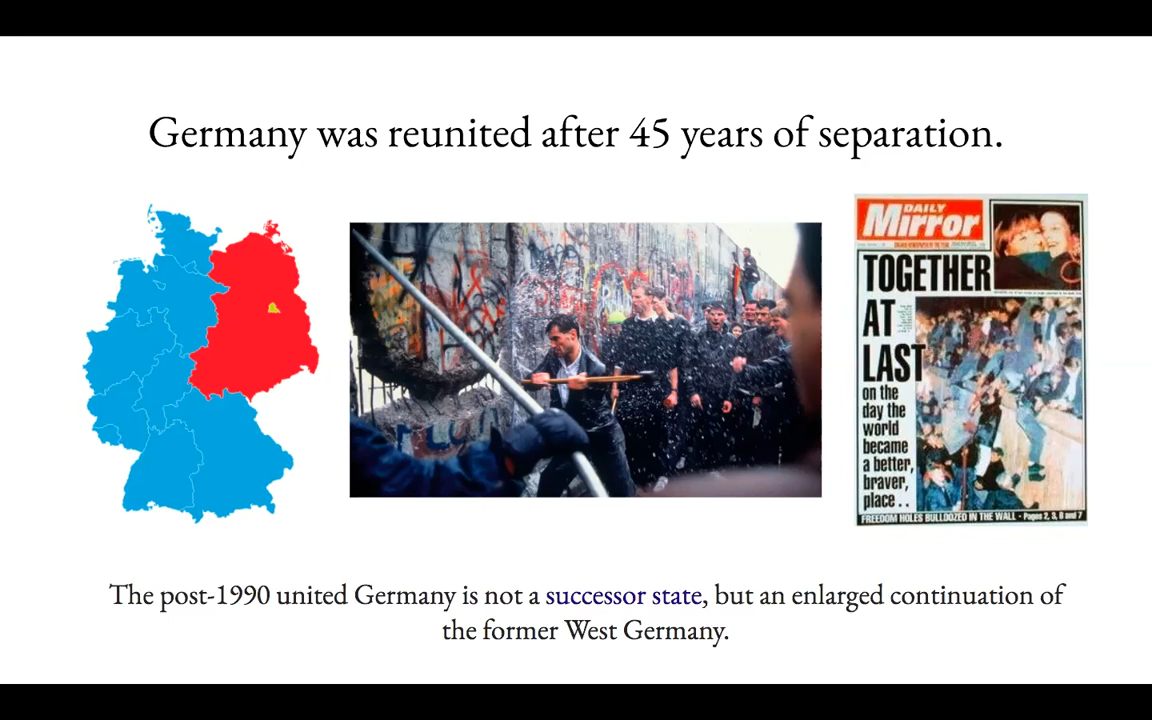 Germany was reunited after 45 years of separation.
DAILY
Mirror
TOGETHER
AT
LAST
on the
day the
world
became
a better,
braver,
place . .
FREEDOM HOLES BULLDOZED IN THE WALL - Pages 2, 3, 6 and 7
The post-1990 united Germany is not a successor state, but an enlarged continuation of
the former West Germany.